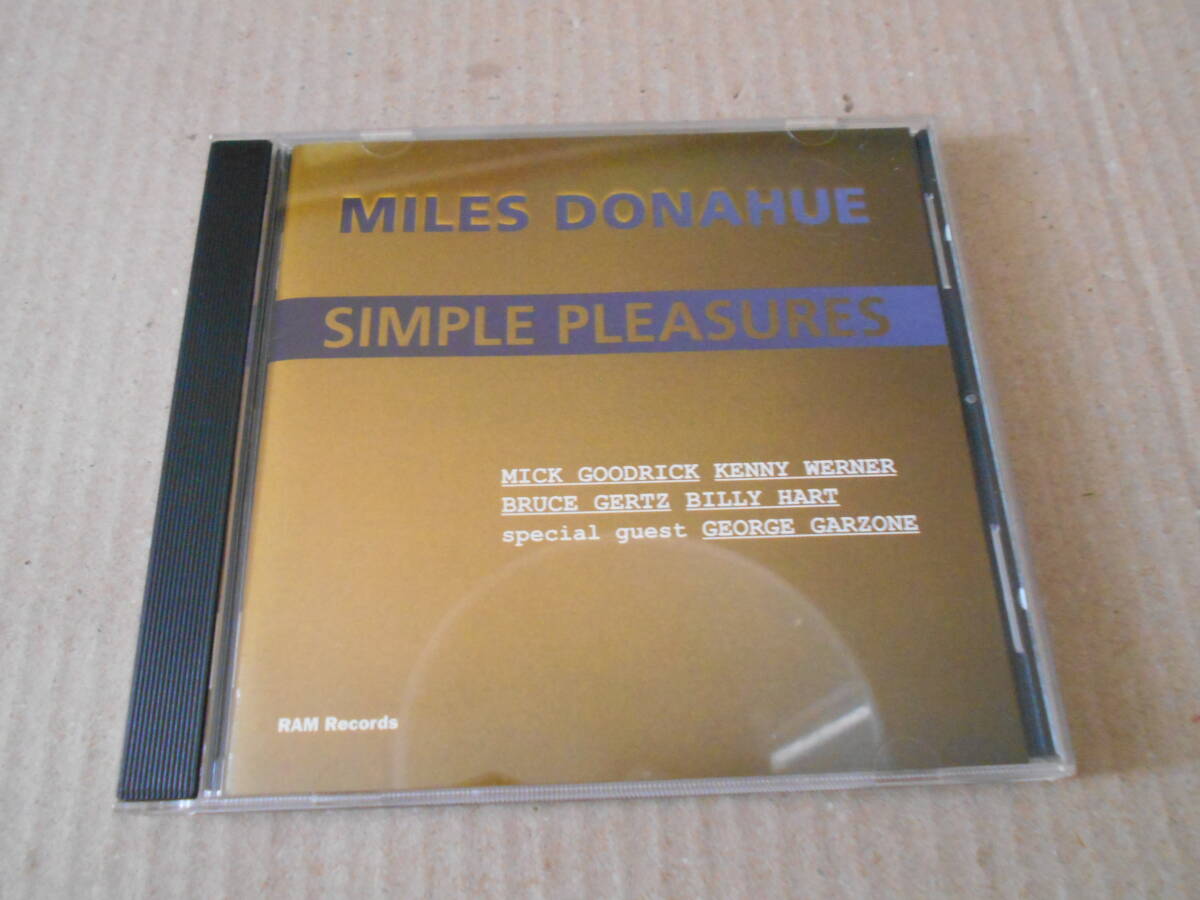 MILES DONAHUE
SIMPLE PLEASURES
MICK GOODRICK KENNY WERNER
BRUCE GERTZ BILLY HART
special guest GEORGE GARZONE
RAM Records